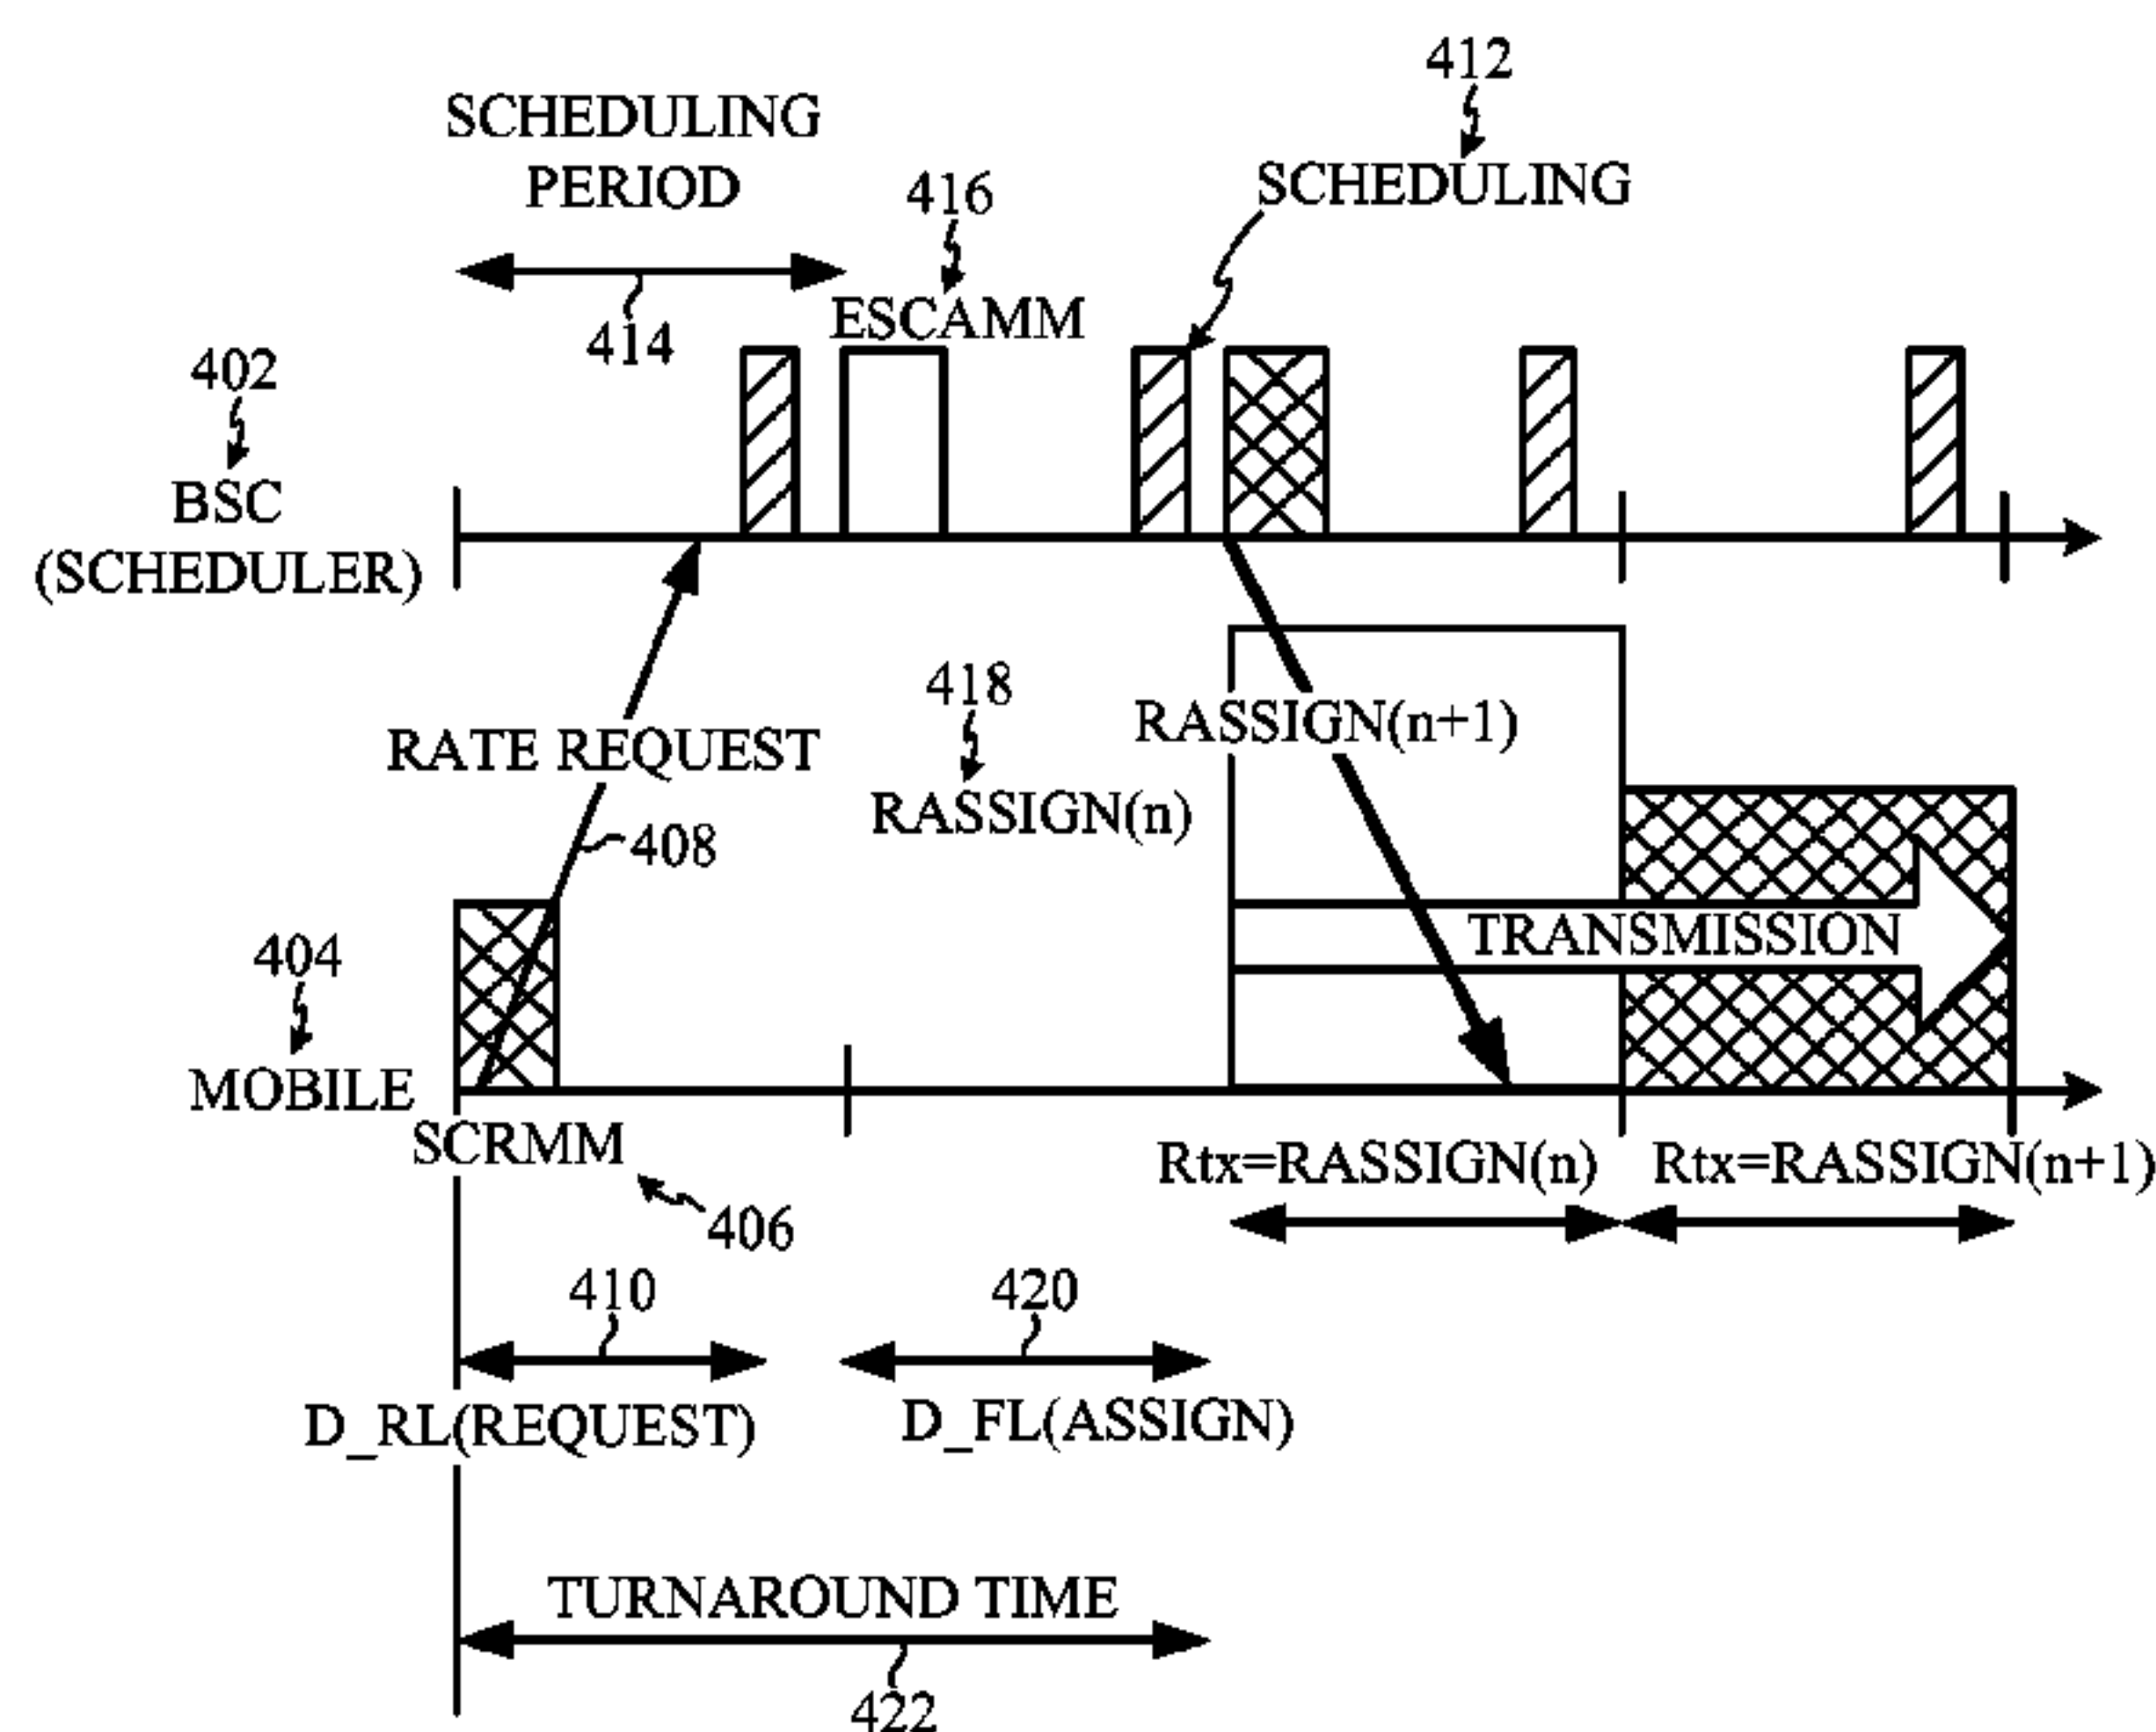 412
SCHEDULING
PERIOD
416
SCHEDULING
414
ESCAMM
402
BSC
(SCHEDULER)
418
RASSIGN(n+1)
RATE REQUEST
RASSIGN(n)
408
404
TRANSMISSION
MOBILE
SCRMM
406
Rtx=RASSIGN(n)
Rtx=RASSIGN(n+1)
410
420
D_RL(REQUEST)
D_FL(ASSIGN)
TURNAROUND TIME
422